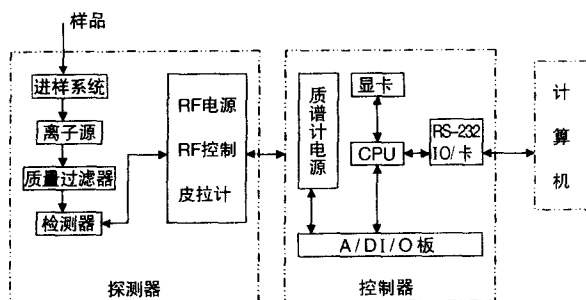 样品
进样系统
离子源
质量过滤器
检测器
RF电源
RF控制
皮拉计
探测器
质谱计电源
显卡
CPU
RS-232
IO/卡
A/DI/O板
控制器
计算机